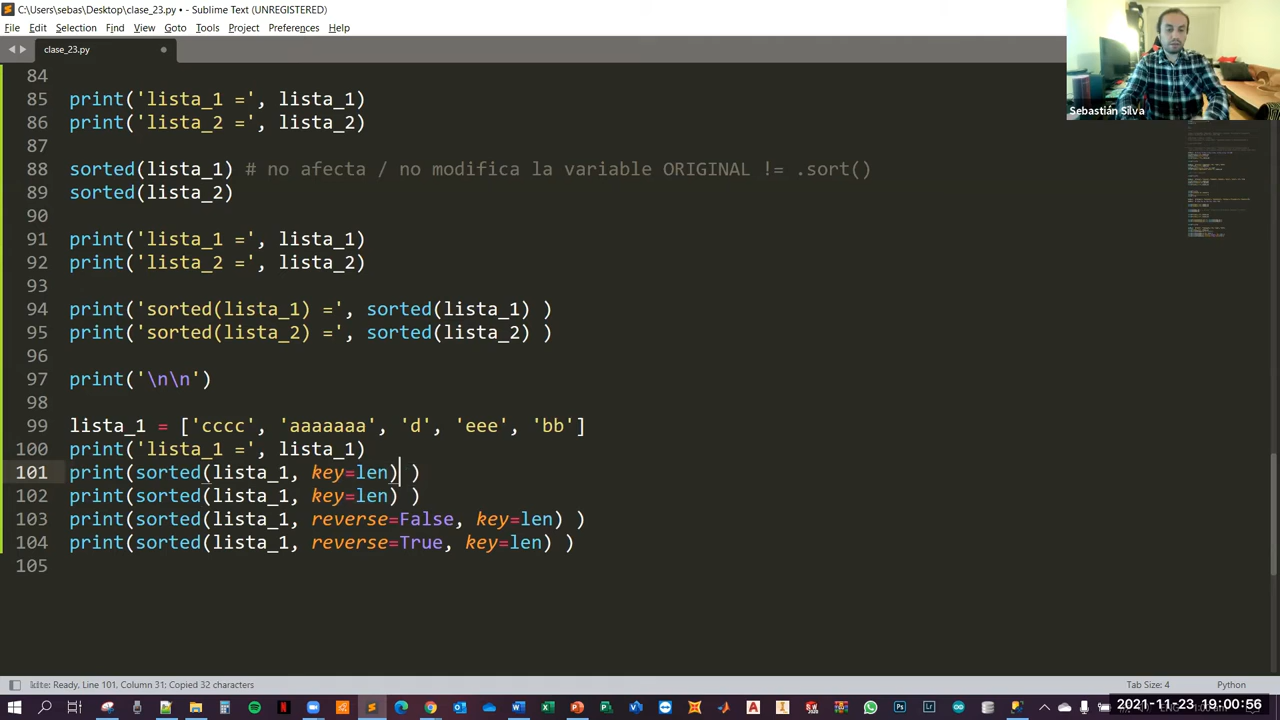 C:\Users\sebas\Desktop\clase_23.py • - Sublime Text (UNREGISTERED)
File Edit Selection Find View Goto Tools Project Preferences Help
clase_23.py
Sebastián Silva
84
85 print('lista_1 =', lista_1)
86 print('lista_2 =', lista_2)
87
88 sorted(lista_1) # no afecta / no modifica la variable ORIGINAL != .sort()
89 sorted(lista_2)
90
91 print('lista_1 =', lista_1)
92 print('lista_2 =', lista_2)
93
94 print('sorted(lista_1) =', sorted(lista_1) )
95 print('sorted(lista_2) =', sorted(lista_2) )
96
97 print('\n\n')
98
99 lista_1 = ['cccc', 'aaaaaaa', 'd', 'eee', 'bb']
100 print('lista_1 =', lista_1)
101 print(sorted(lista_1, key=len) )
102 print(sorted(lista_1, key=len) )
103 print(sorted(lista_1, reverse=False, key=len) )
104 print(sorted(lista_1, reverse=True, key=len) )
105
kite: Ready, Line 101, Column 31; Copied 32 characters
Tab Size: 4 Python
2021-11-23 19:00:56